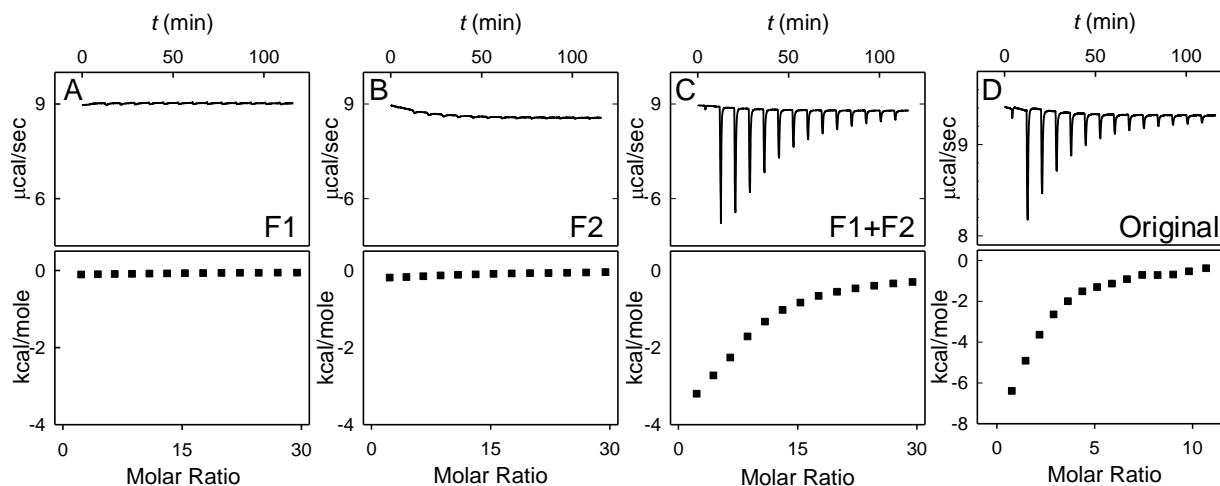 t (min)
0 50 100
A
9
6
μcal/sec
F1
0
-2
-4
kcal/mole
0 15 30
Molar Ratio
t (min)
0 50 100
B
9
6
μcal/sec
F2
0
-2
-4
kcal/mole
0 15 30
Molar Ratio
t (min)
0 50 100
C
9
6
μcal/sec
F1+F2
0
-2
-4
kcal/mole
0 15 30
Molar Ratio
t (min)
0 50 100
D
9
8
μcal/sec
Original
0
-2
-4
-6
-8
kcal/mole
0 5 10
Molar Ratio